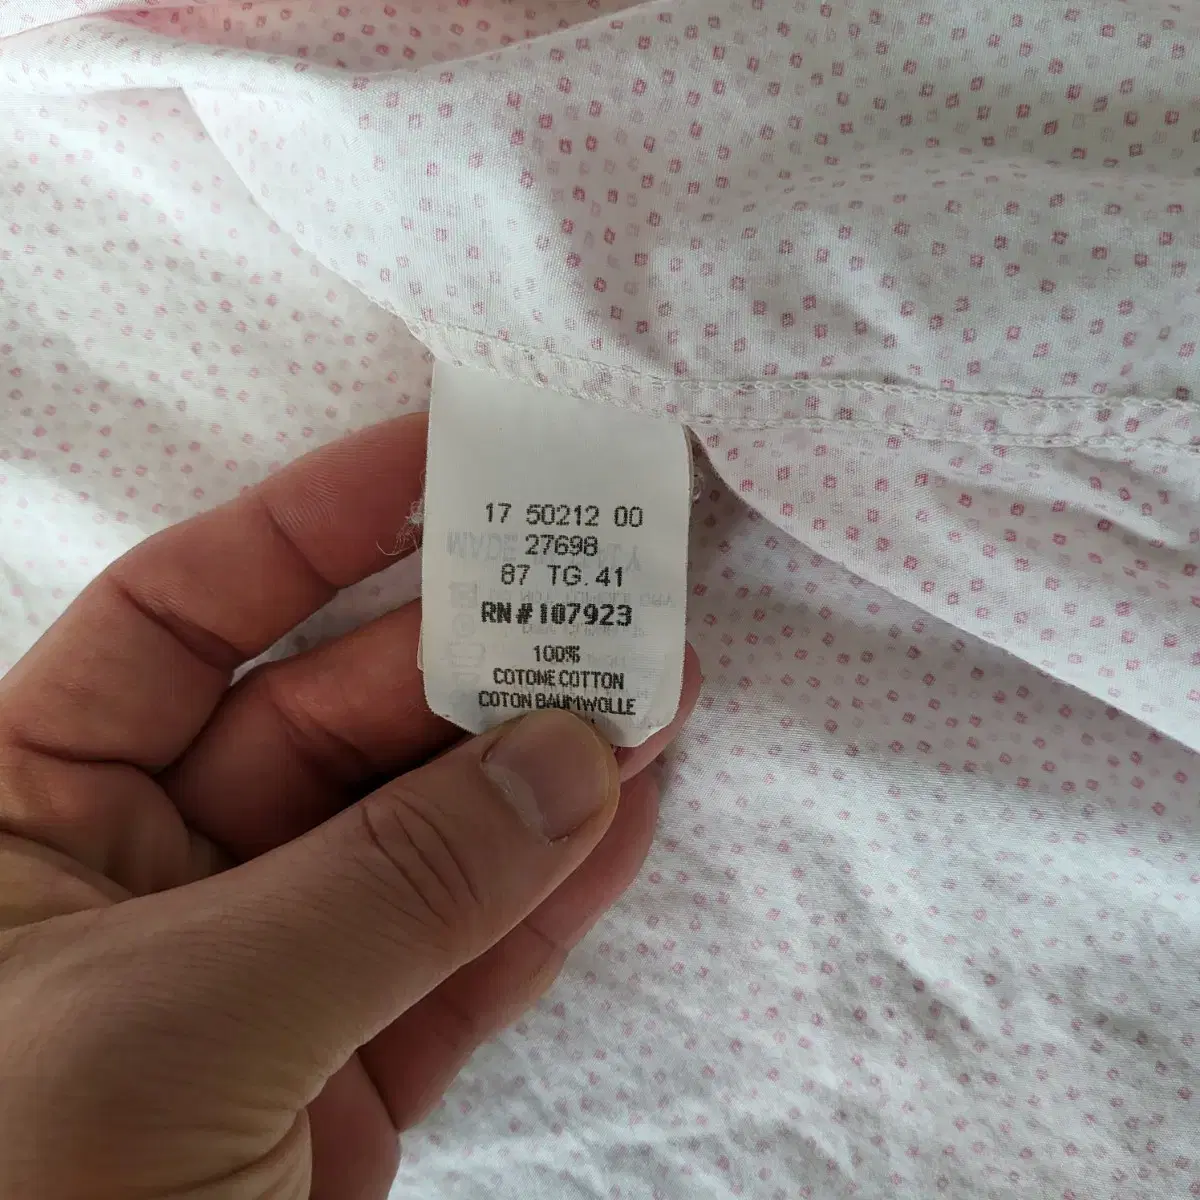 17 50212 00
27698
87 TG.41
RN#107923
100%
COTONE COTTON
COTON BAUMWOLLE